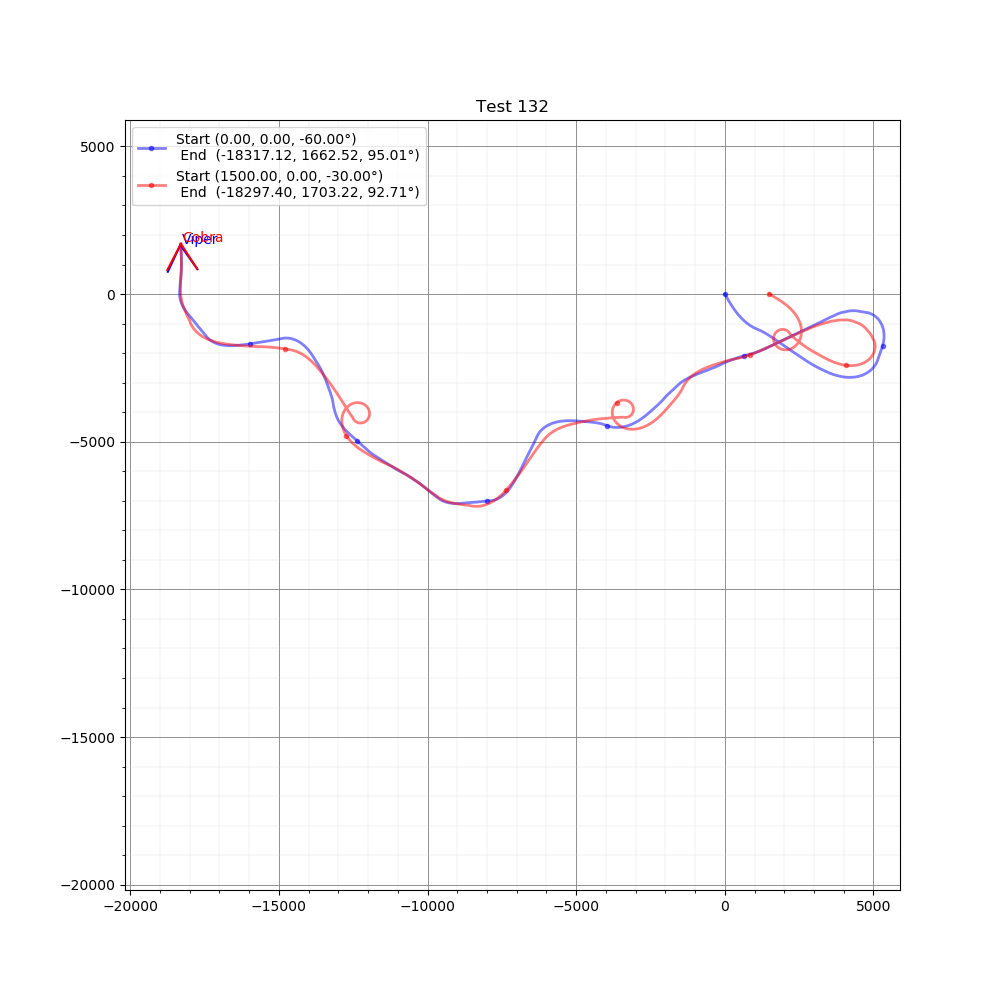 Test 132
Start (0.00, 0.00, -60.00°)
End (-18317.12, 1662.52, 95.01°)
Start (1500.00, 0.00, -30.00°)
End (-18297.40, 1703.22, 92.71°)
Cobra
Viper
5000
0
−5000
−10000
−15000
−20000
−20000 −15000 −10000 −5000 0 5000